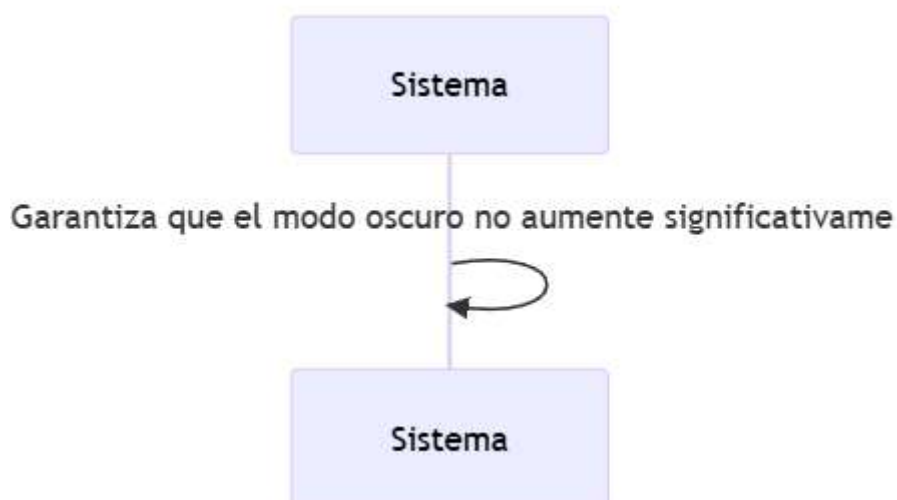 Sistema
Garantiza que el modo oscuro no aumente significativame
Sistema